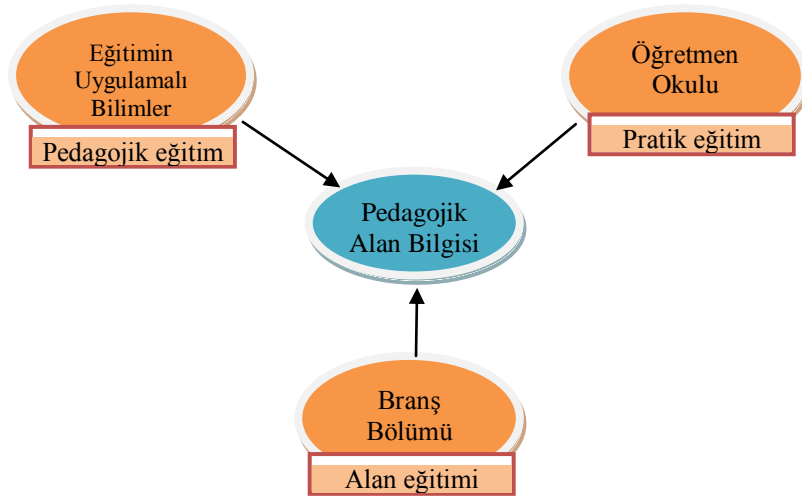 Eğitimin
Uygulamalı
Bilimler
Pedagojik eğitim
Öğretmen
Okulu
Pratik eğitim
Pedagojik
Alan Bilgisi
Branş
Bölümü
Alan eğitimi